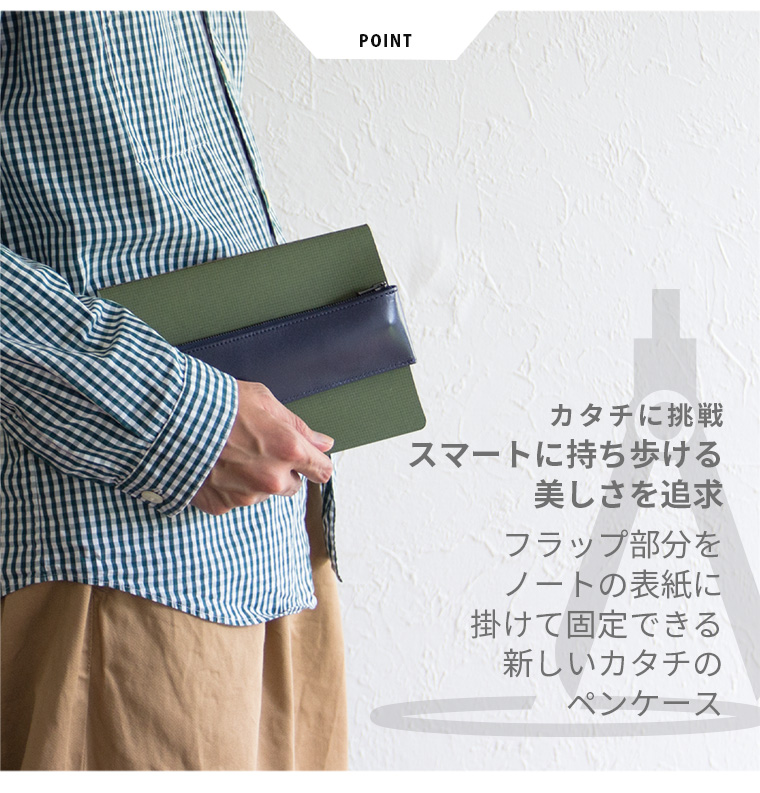 POINT
カタチに挑戦
スマートに持ち歩ける
美しさを追求
フラップ部分を
ノートの表紙に
掛けて固定できる
新しいカタチの
ペンケース